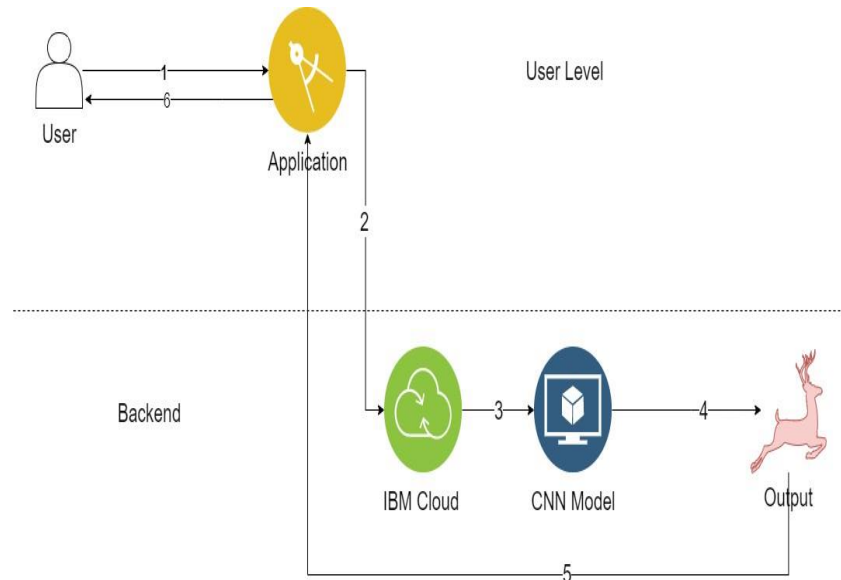 1
User Level
6
User
Application
2
Backend
3
4
IBM Cloud
CNN Model
Output
5